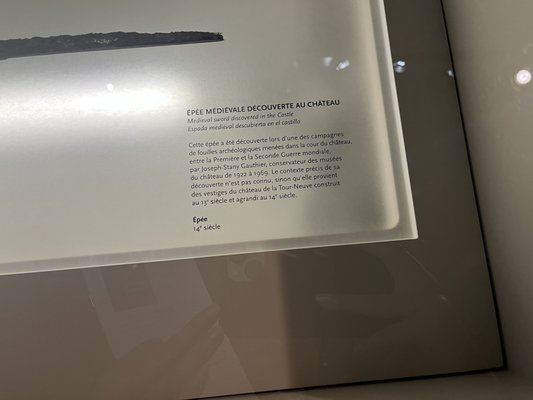 ÉPÉE MÉDIÉVALE DÉCOUVERTE AU CHÂTEAU
Medieval sword discovered in the Castle
Espada medieval descubierta en el castillo
Cette épée a été découverte lors d'une des campagnes
de fouilles archéologiques menées dans la cour du château,
entre la Première et la Seconde Guerre mondiale,
par Joseph-Stany Gauthier, conservateur des musées
du château de 1922 à 1969. Le contexte précis de sa
découverte n'est pas connu, sinon qu'elle provient
des vestiges du château de la Tour-Neuve construit
au 13e siècle et agrandi au 14e siècle.
Épée
14e siècle